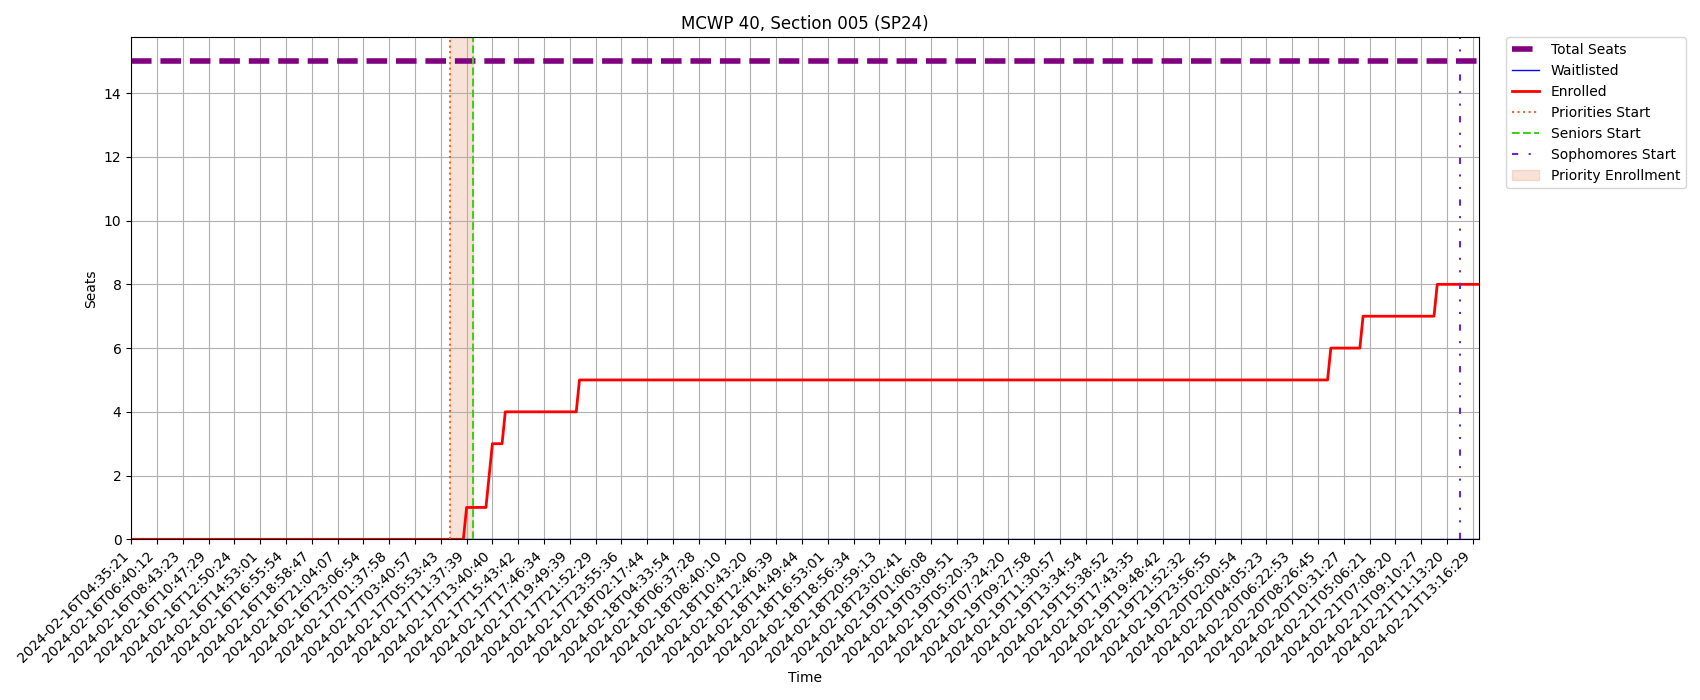 MCWP 40, Section 005 (SP24)
Total Seats
Waitlisted
Enrolled
Priorities Start
Seniors Start
Sophomores Start
Priority Enrollment
Seats
14
12
10
8
6
4
2
0
2024-02-16T04:35:21
2024-02-16T06:40:12
2024-02-16T08:43:23
2024-02-16T10:47:29
2024-02-16T12:50:24
2024-02-16T14:53:01
2024-02-16T16:55:54
2024-02-16T18:58:47
2024-02-16T21:04:07
2024-02-16T23:06:54
2024-02-17T01:37:58
2024-02-17T03:40:57
2024-02-17T05:53:43
2024-02-17T11:37:39
2024-02-17T13:40:40
2024-02-17T15:43:42
2024-02-17T17:46:34
2024-02-17T19:49:39
2024-02-17T21:52:29
2024-02-17T23:55:36
2024-02-18T02:17:44
2024-02-18T04:33:54
2024-02-18T06:37:28
2024-02-18T08:40:10
2024-02-18T10:43:20
2024-02-18T12:46:39
2024-02-18T14:49:44
2024-02-18T16:53:01
2024-02-18T18:56:34
2024-02-18T20:59:13
2024-02-18T23:02:41
2024-02-19T01:06:08
2024-02-19T03:09:51
2024-02-19T05:20:33
2024-02-19T07:24:20
2024-02-19T09:27:58
2024-02-19T11:30:57
2024-02-19T13:34:54
2024-02-19T15:38:52
2024-02-19T17:43:35
2024-02-19T19:48:42
2024-02-19T21:52:32
2024-02-19T23:56:55
2024-02-20T02:00:54
2024-02-20T04:05:23
2024-02-20T06:22:53
2024-02-20T08:26:45
2024-02-20T10:31:27
2024-02-21T05:06:21
2024-02-21T07:08:20
2024-02-21T09:10:27
2024-02-21T11:13:20
2024-02-21T13:16:29
Time